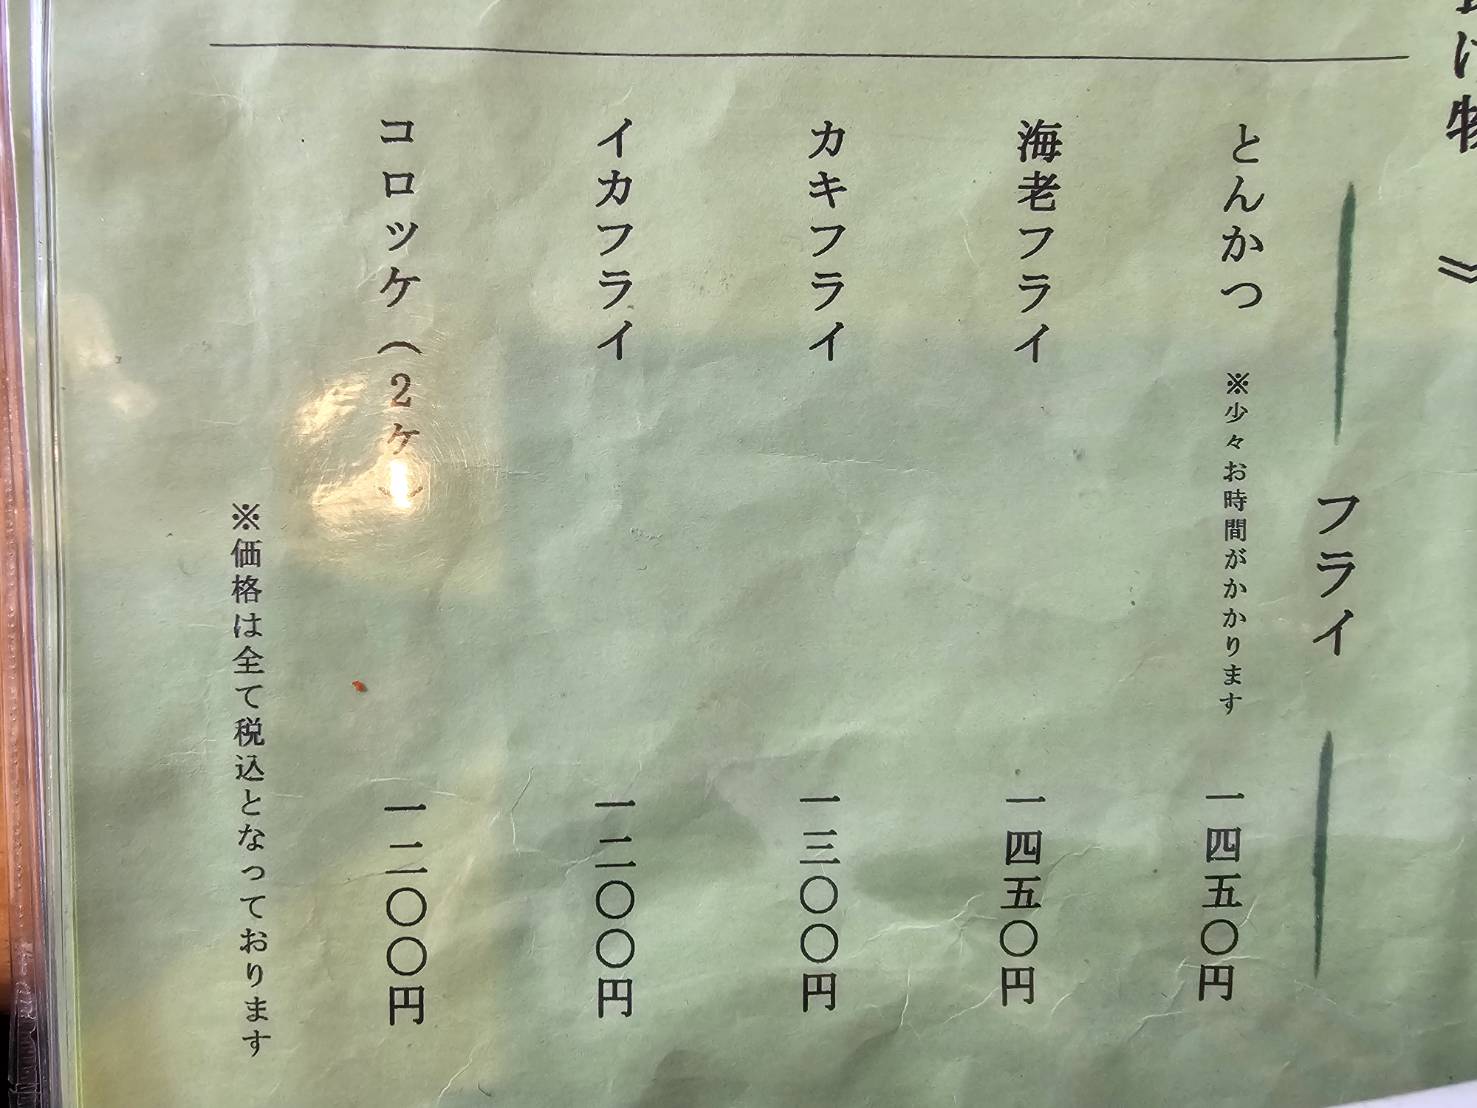 げ物》
フライ
とんかつ ※少々お時間がかかります 一四五〇円
海老フライ 一四五〇円
カキフライ 一三〇〇円
イカフライ 一二〇〇円
コロッケ（2ヶ） 一二〇〇円
※価格は全て税込となっております